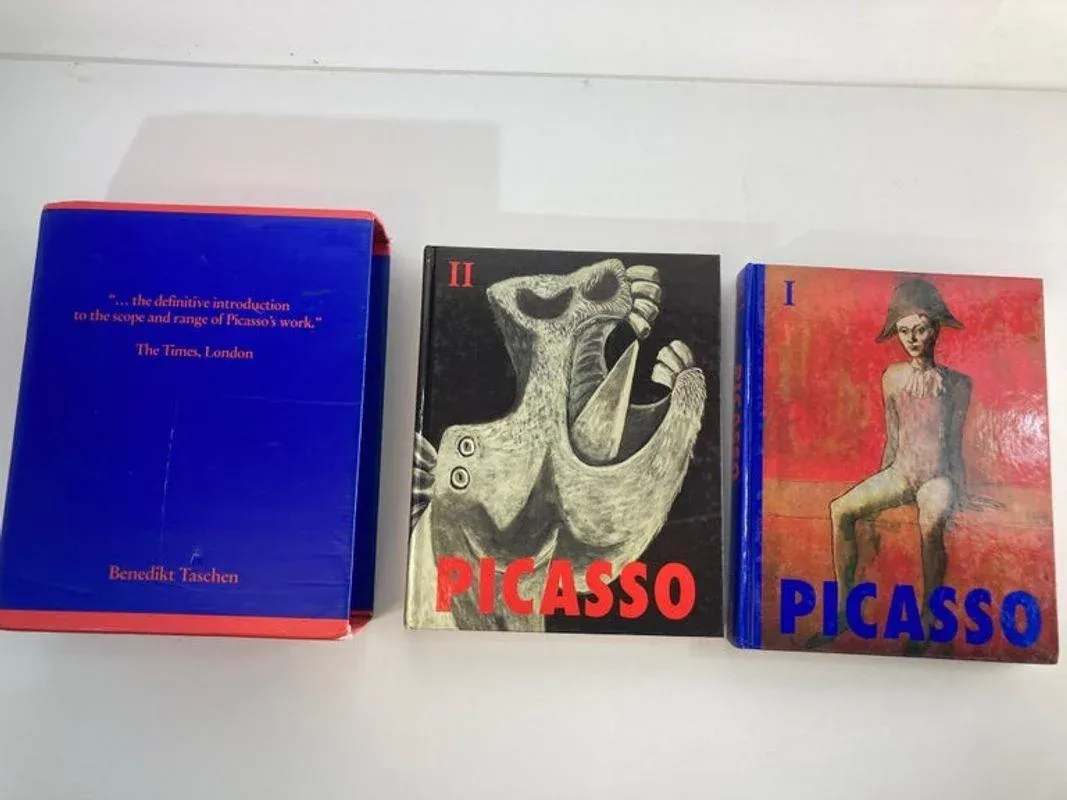 “... the definitive introduction
to the scope and range of Picasso's work.”
The Times, London
Benedikt Taschen
II
PICASSO
I
PICASSO